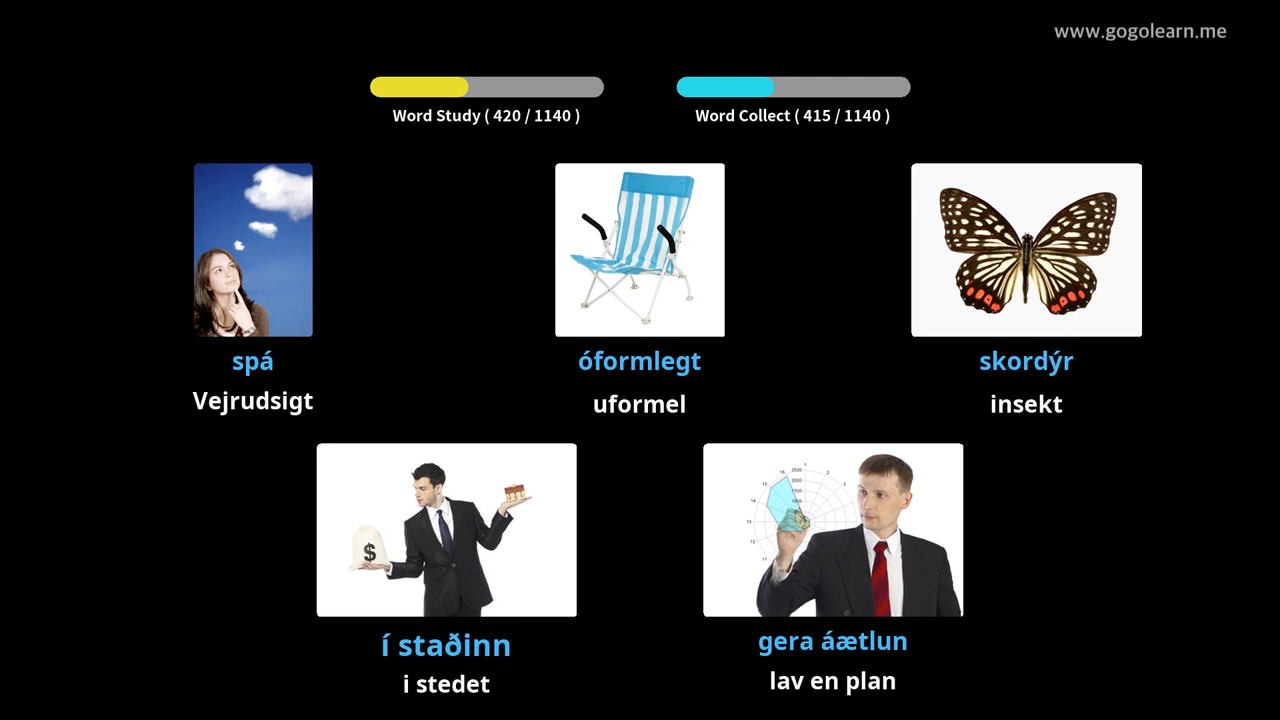 www.gogolearn.me
Word Study ( 420 / 1140 )
Word Collect ( 415 / 1140 )
spá
óformlegt
skordýr
Vejrudsigt
uformel
insekt
$
í staðinn
gera áætlun
i stedet
lav en plan